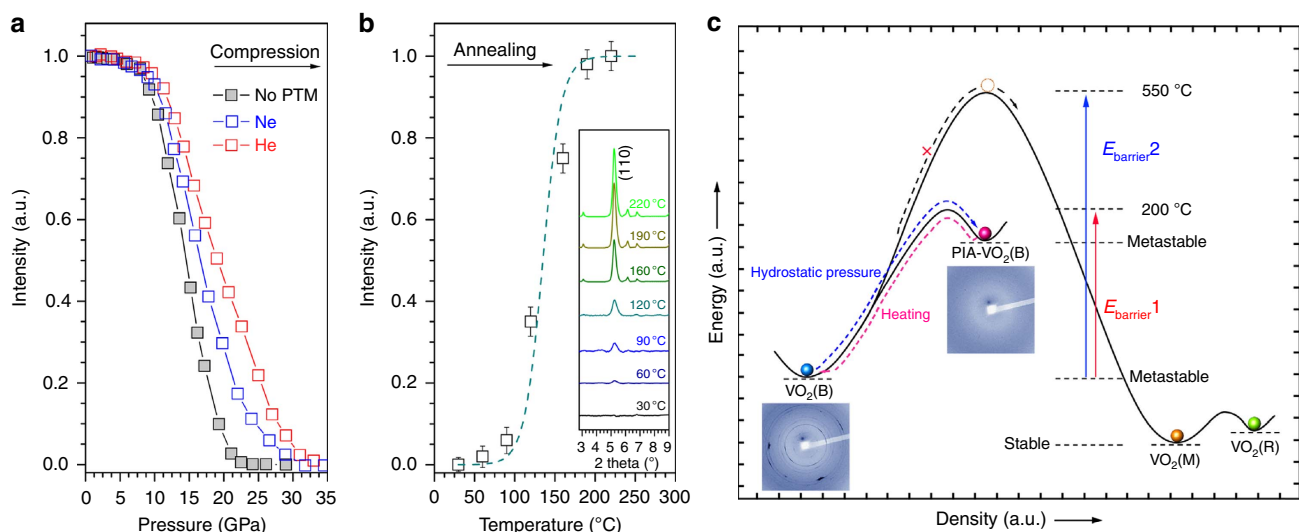 a
Compression
No PTM
Ne
He
Intensity (a.u.)
1.0
0.8
0.6
0.4
0.2
0.0
0 5 10 15 20 25 30 35
Pressure (GPa)
b
Annealing
Intensity (a.u.)
1.0
0.8
0.6
0.4
0.2
0.0
0 50 100 150 200 250 300
Temperature (°C)
(110)
220 °C
190 °C
160 °C
120 °C
90 °C
60 °C
30 °C
3 4 5 6 7 8 9
2 theta (°)
c
Energy (a.u.)
550 °C
Ebarrier2
200 °C
Metastable
PIA-VO2(B)
Hydrostatic pressure
Heating
Ebarrier1
Metastable
VO2(B)
Stable
VO2(M)
VO2(R)
Density (a.u.)